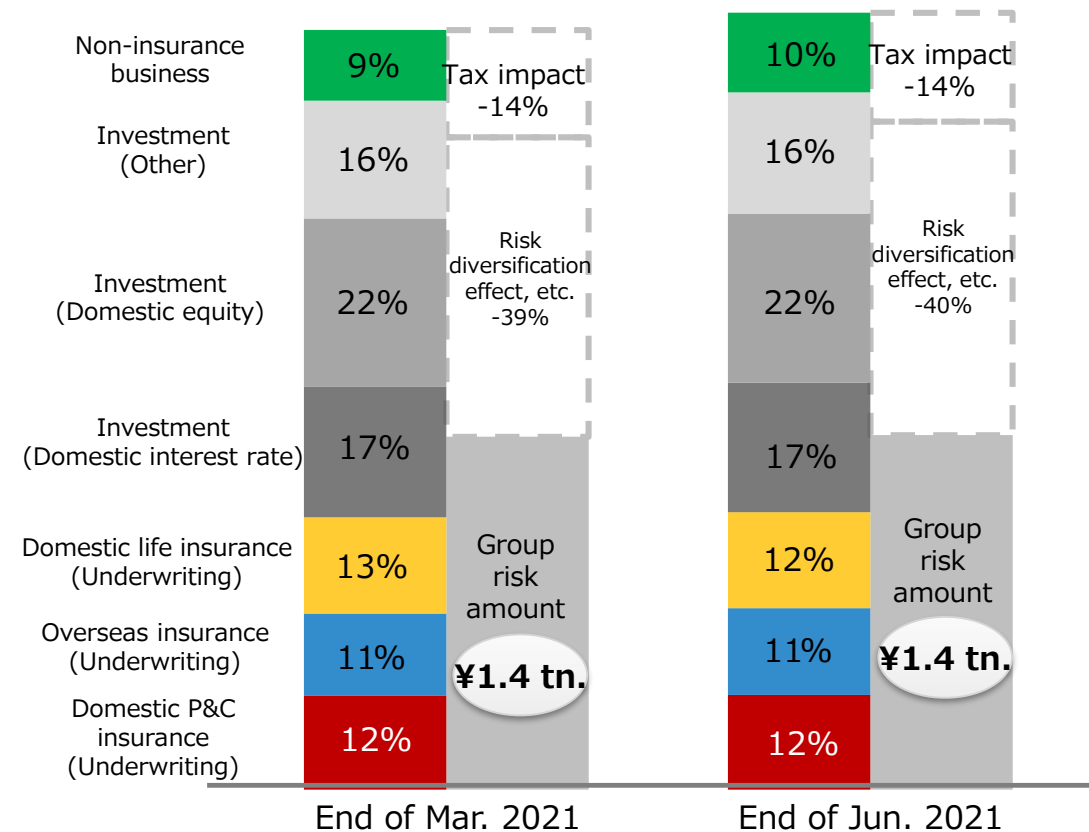 Non-insurance
business
9%
Tax impact
-14%
10%
Tax impact
-14%
Investment
(Other)
16%
16%
Risk
diversification
effect, etc.
-39%
Risk
diversification
effect, etc.
-40%
Investment
(Domestic equity)
22%
22%
Investment
(Domestic interest rate)
17%
17%
Domestic life insurance
(Underwriting)
13%
Group
risk
amount
12%
Group
risk
amount
Overseas insurance
(Underwriting)
11%
¥1.4 tn.
11%
¥1.4 tn.
Domestic P&C
insurance
(Underwriting)
12%
12%
End of Mar. 2021
End of Jun. 2021